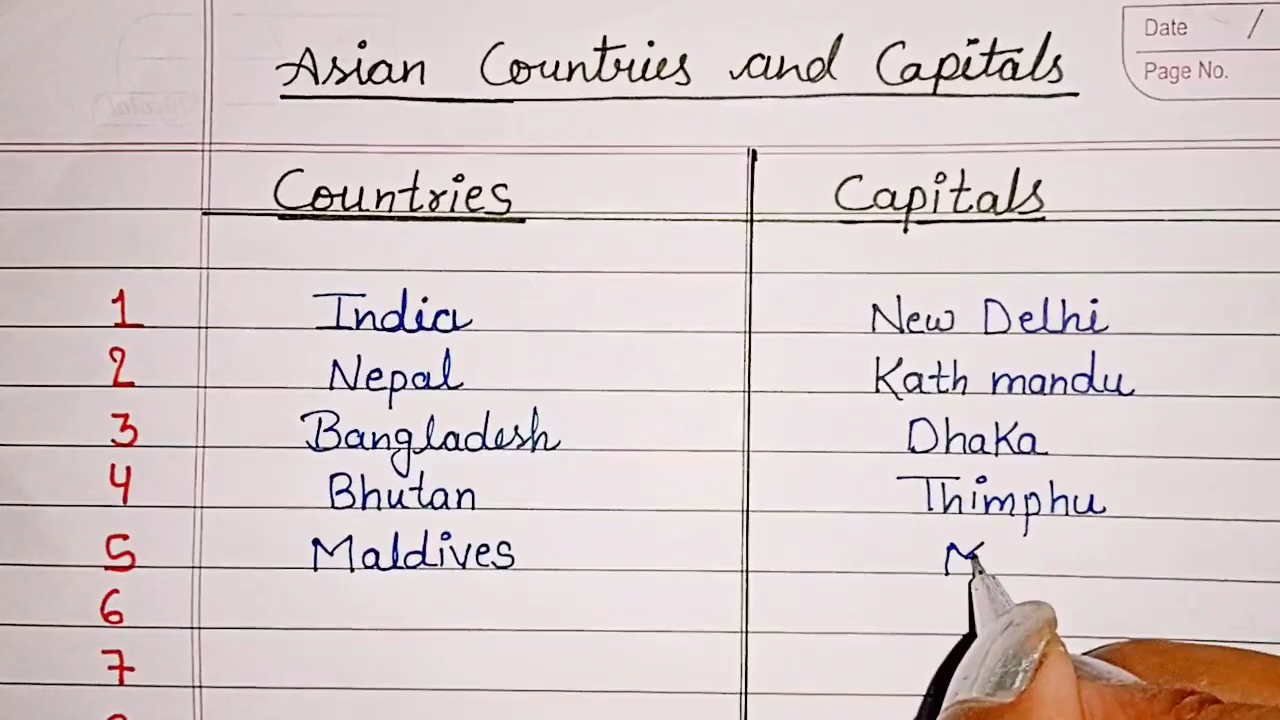 Date /
Page No.
Asian Countries and Capitals
Countries Capitals
1 India New Delhi
2 Nepal Kath mandu
3 Bangladesh Dhaka
4 Bhutan Thimphu
5 Maldives M
6
7